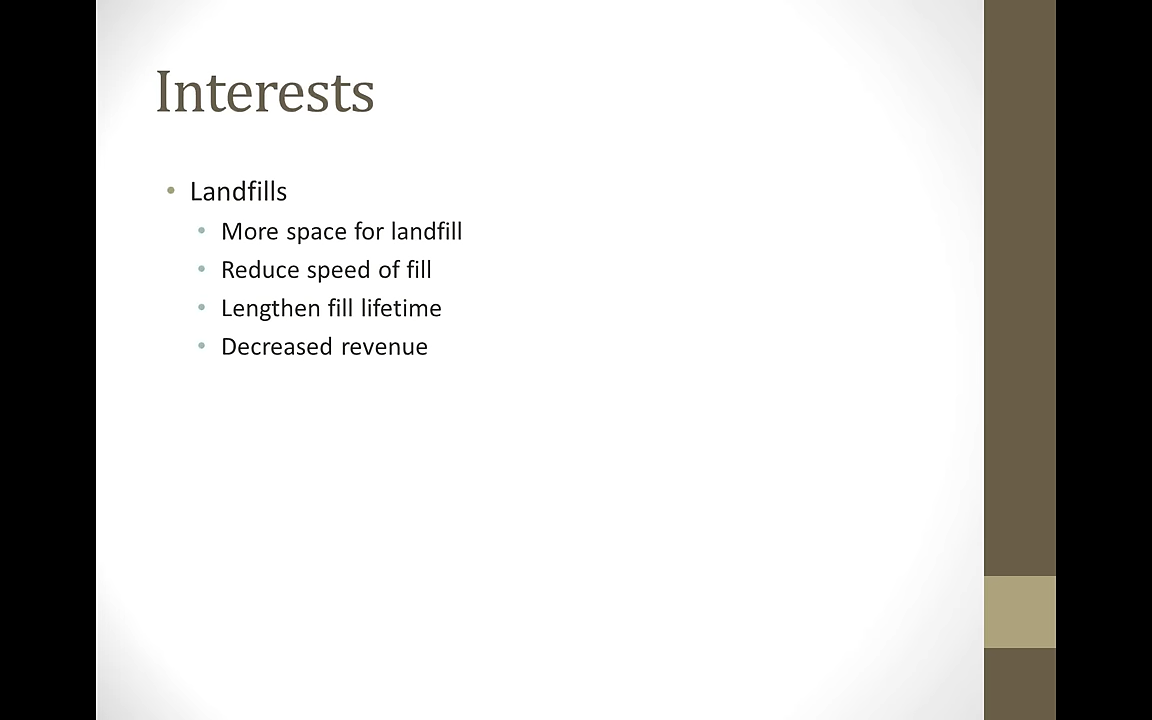 Interests
• Landfills
• More space for landfill
• Reduce speed of fill
• Lengthen fill lifetime
• Decreased revenue